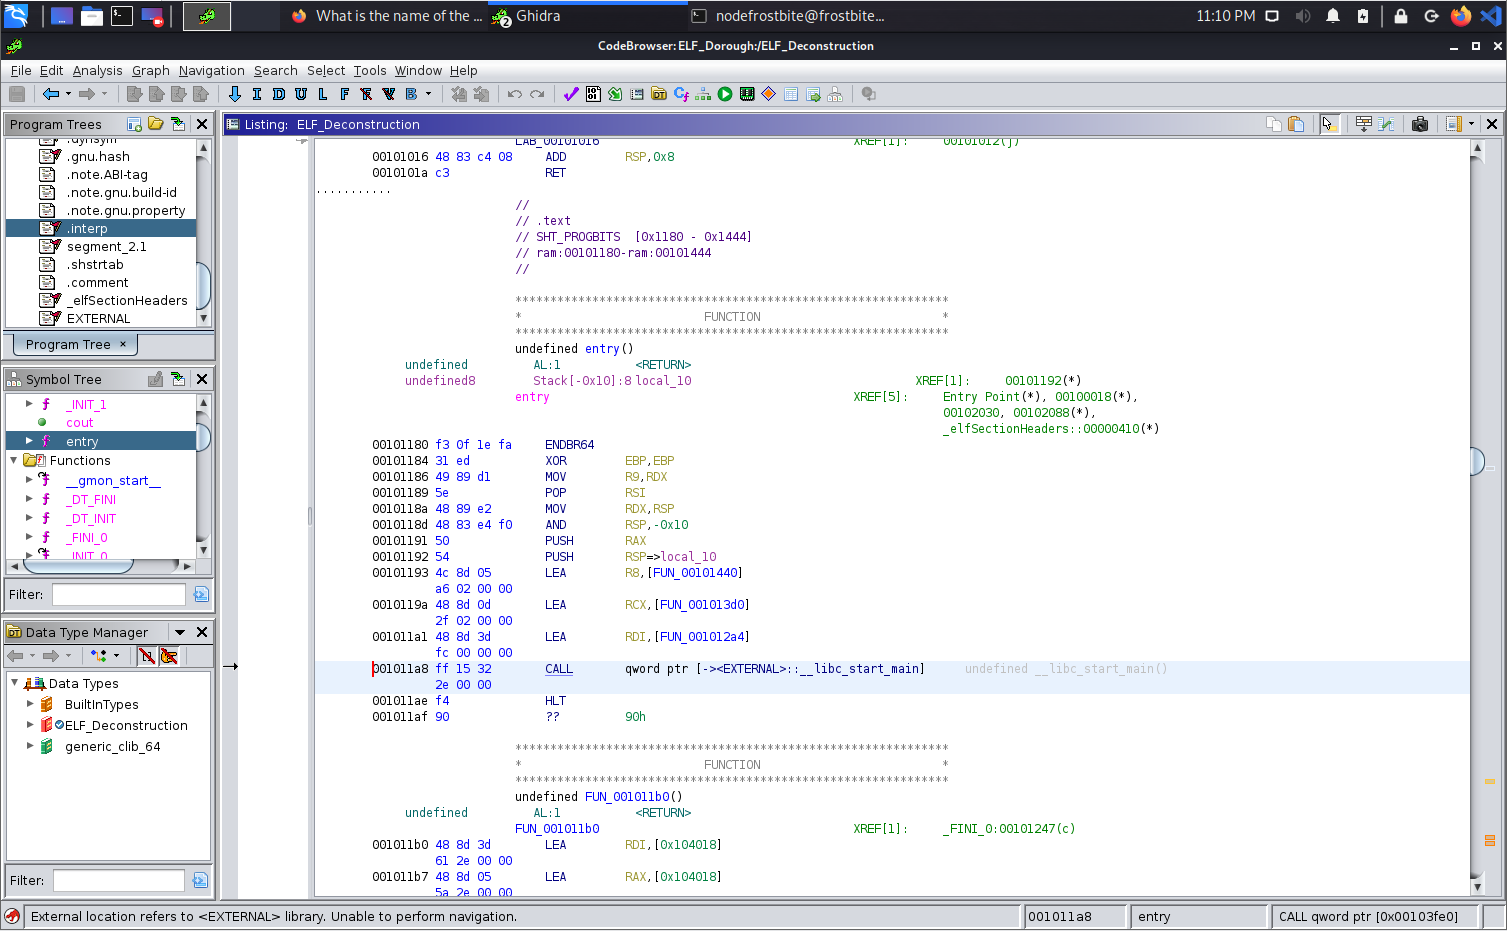 What is the name of the ...
Ghidra
nodefrostbite@frostbite...
11:10 PM
CodeBrowser: ELF_Dorough:/ELF_Deconstruction
File Edit Analysis Graph Navigation Search Select Tools Window Help
I D U L F F V B
Program Trees
.dynsym
.gnu.hash
.note.ABI-tag
.note.gnu.build-id
.note.gnu.property
.interp
segment_2.1
.shstrtab
.comment
_elfSectionHeaders
EXTERNAL
Program Tree ×
Symbol Tree
_INIT_1
cout
entry
Functions
__gmon_start__
_DT_FINI
_DT_INIT
_FINI_0
_INIT_0
Filter:
Data Type Manager
Data Types
BuiltInTypes
ELF_Deconstruction
generic_clib_64
Filter:
Listing: ELF_Deconstruction
LAB_00101016 XREF[1]: 00101012(j)
00101016 48 83 c4 08 ADD RSP,0x8
0010101a c3 RET
...........
//
// .text
// SHT_PROGBITS [0x1180 - 0x1444]
// ram:00101180-ram:00101444
//
**************************************************************
* FUNCTION *
**************************************************************
undefined entry()
undefined AL:1 <RETURN>
undefined8 Stack[-0x10]:8 local_10 XREF[1]: 00101192(*)
entry XREF[5]: Entry Point(*), 00100018(*),
00102030, 00102088(*),
_elfSectionHeaders::00000410(*)
00101180 f3 0f 1e fa ENDBR64
00101184 31 ed XOR EBP,EBP
00101186 49 89 d1 MOV R9,RDX
00101189 5e POP RSI
0010118a 48 89 e2 MOV RDX,RSP
0010118d 48 83 e4 f0 AND RSP,-0x10
00101191 50 PUSH RAX
00101192 54 PUSH RSP=>local_10
00101193 4c 8d 05 LEA R8,[FUN_00101440]
a6 02 00 00
0010119a 48 8d 0d LEA RCX,[FUN_001013d0]
2f 02 00 00
001011a1 48 8d 3d LEA RDI,[FUN_001012a4]
fc 00 00 00
001011a8 ff 15 32 CALL qword ptr [-><EXTERNAL>::__libc_start_main] undefined __libc_start_main()
2e 00 00
001011ae f4 HLT
001011af 90 ?? 90h
**************************************************************
* FUNCTION *
**************************************************************
undefined FUN_001011b0()
undefined AL:1 <RETURN>
FUN_001011b0 XREF[1]: _FINI_0:00101247(c)
001011b0 48 8d 3d LEA RDI,[0x104018]
61 2e 00 00
001011b7 48 8d 05 LEA RAX,[0x104018]
5a 2e 00 00
External location refers to <EXTERNAL> library. Unable to perform navigation.
001011a8
entry
CALL qword ptr [0x00103fe0]